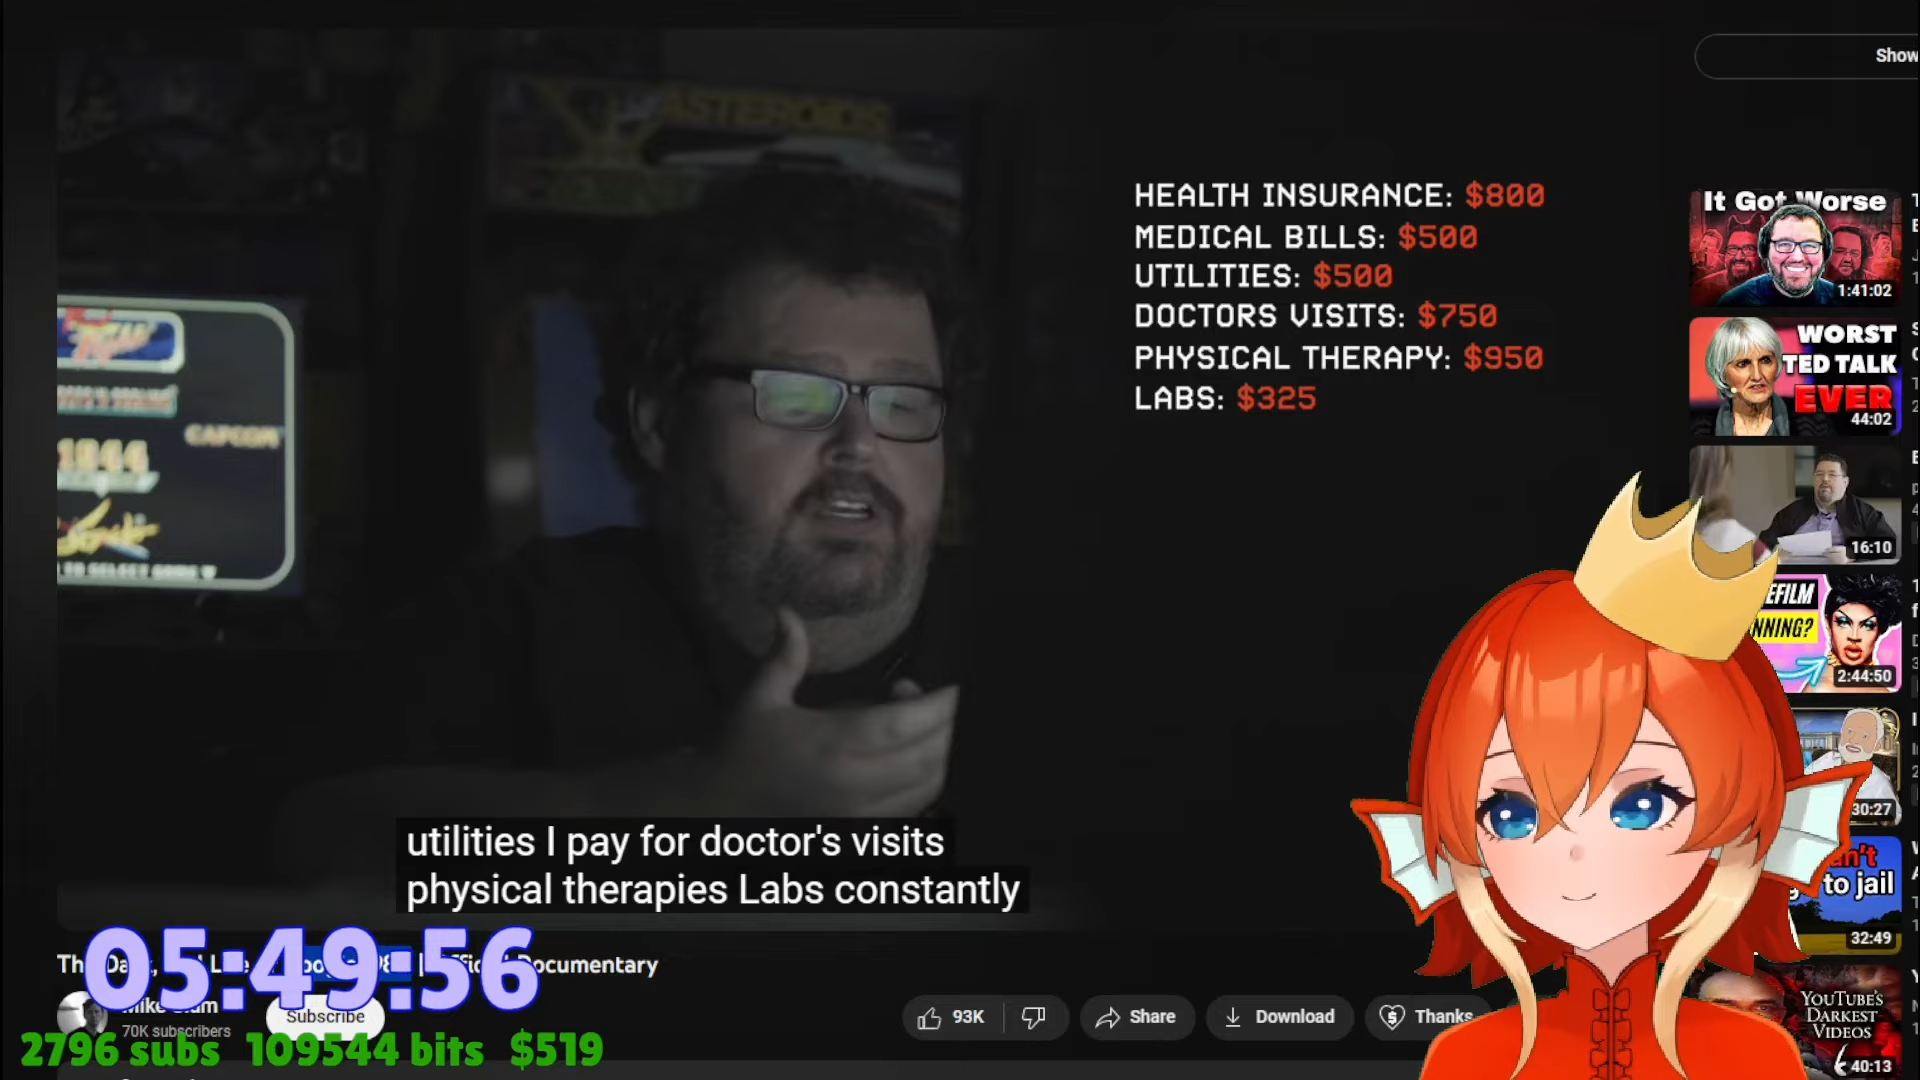 Show
ASTEROIDS
HEALTH INSURANCE: $800
MEDICAL BILLS: $500
UTILITIES: $500
DOCTORS VISITS: $750
PHYSICAL THERAPY: $950
LABS: $325
CAPCOM
1944
It Got Worse
1:41:02
WORST
TED TALK
EVER
44:02
16:10
2:44:50
30:27
to jail
32:49
YOUTUBE'S
DARKEST
VIDEOS
40:13
utilities I pay for doctor's visits
physical therapies Labs constantly
05:49:56
Documentary
70K subscribers
Subscribe
93K
Share
Download
Thanks
2796 subs 109544 bits $519